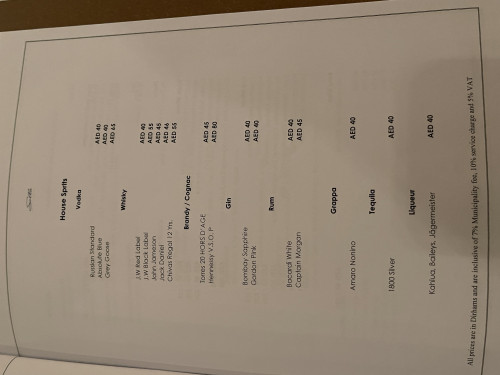 House Spirits
Vodka
Russian Standard AED 40
Absolute Blue AED 40
Grey Goose AED 65
Whisky
J.W Red Label AED 40
J.W Black Label AED 55
John Jameson AED 45
Jack Daniel AED 46
Chivas Regal 12 Yrs. AED 55
Brandy / Cognac
Torres 20 HORS D'AGE AED 45
Hennessy V.S.O.P AED 80
Gin
Bombay Sapphire AED 40
Gordon Pink AED 40
Rum
Bacardi White AED 40
Captain Morgan AED 45
Grappa
Amaro Nonino AED 40
Tequila
1800 Silver AED 40
Liqueur
Kahlua, Baileys, Jägermeister AED 40
All prices are in Dirhams and are inclusive of 7% Municipality fee, 10% service charge and 5% VAT